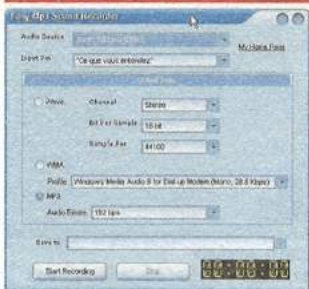 Easy Mp3 Sound Recorder
Audio Device
My Home Page
Input Pin "Ce que vous entendez"
Wave Channel Stereo
Bit Per Sample 16 bit
Sample Per 44100
WMA
Profile Windows Media Audio 8 for Dial-up Modem (Mono, 28.8 Kbps)
MP3
Audio Bitrate 192 bps
Save to
Start Recording Stop 00:00:00